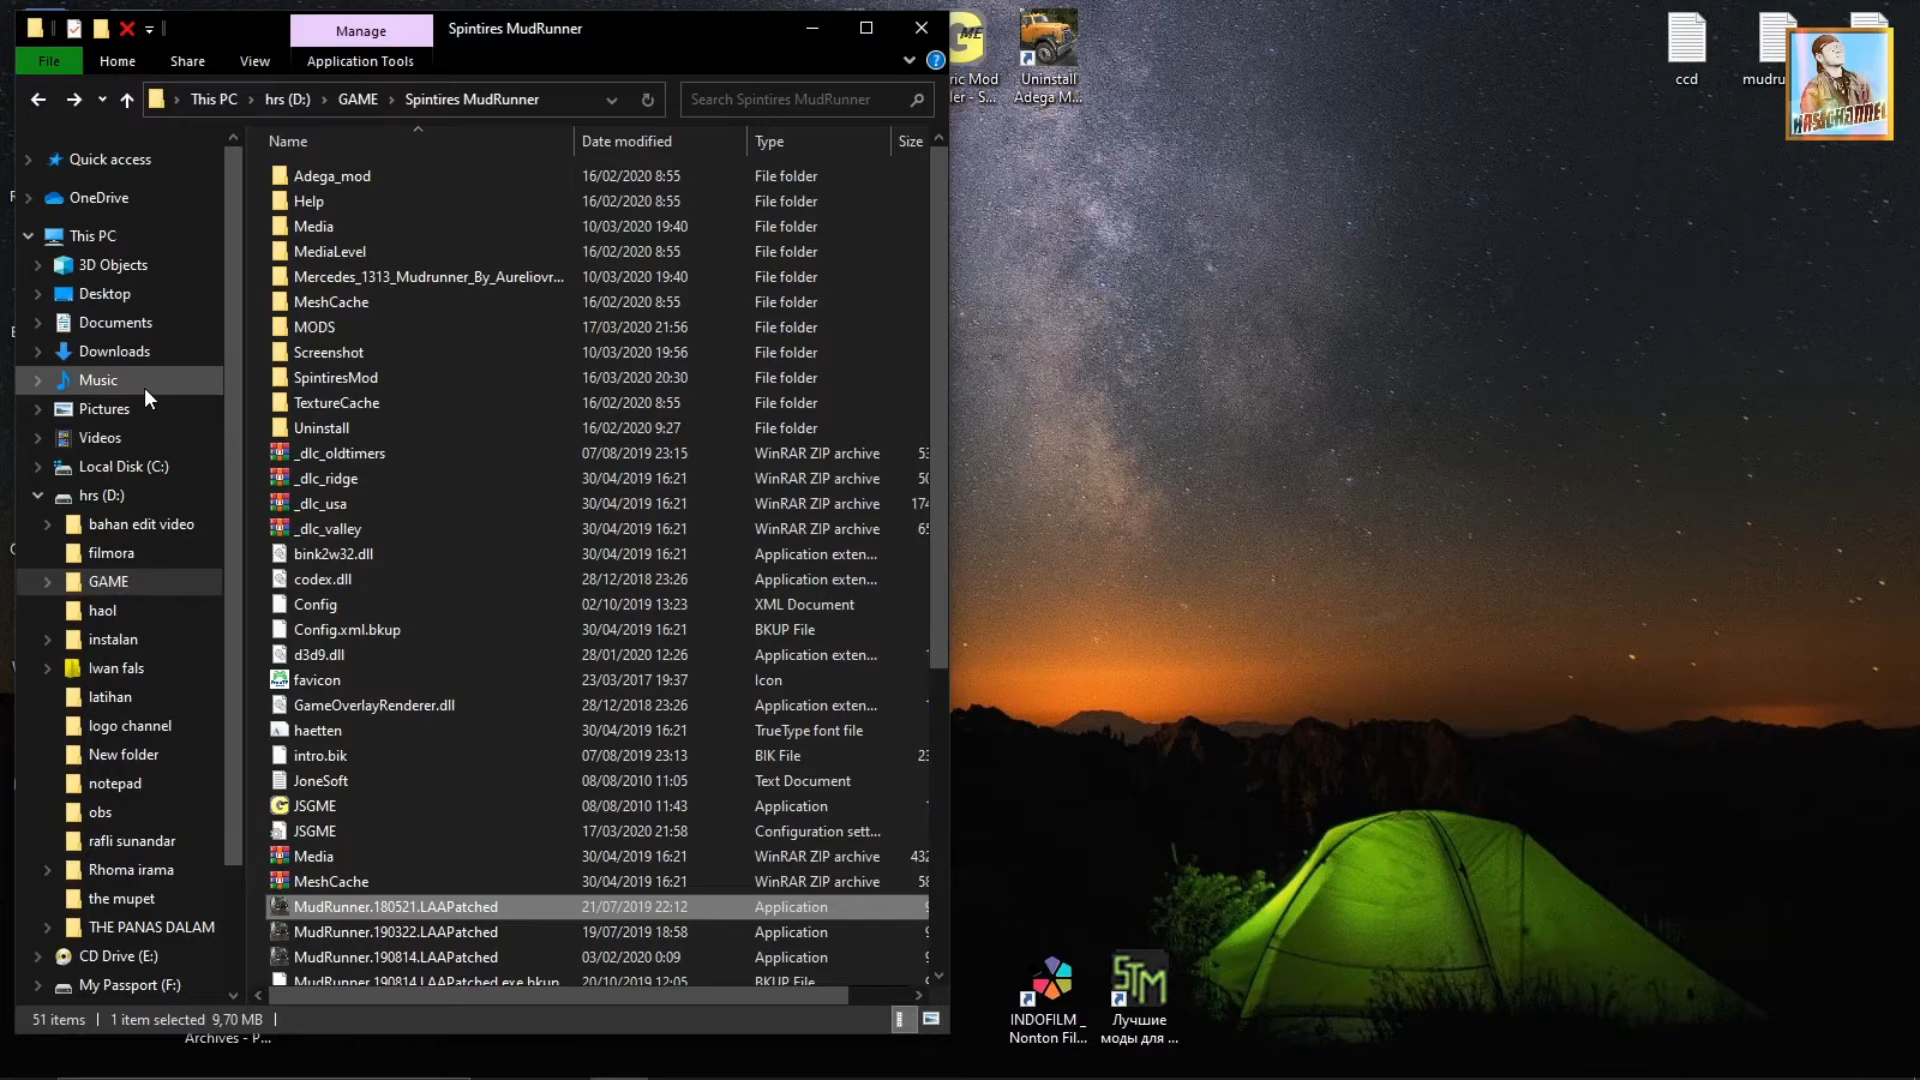 Manage
Spintires MudRunner
File
Home
Share
View
Application Tools
This PC
hrs (D:)
GAME
Spintires MudRunner
Search Spintires MudRunner
Quick access
OneDrive
This PC
3D Objects
Desktop
Documents
Downloads
Music
Pictures
Videos
Local Disk (C:)
hrs (D:)
bahan edit video
filmora
GAME
haol
instalan
Iwan fals
latihan
logo channel
New folder
notepad
obs
rafli sunandar
Rhoma irama
the mupet
THE PANAS DALAM
CD Drive (E:)
My Passport (F:)
Name Date modified Type Size
Adega_mod 16/02/2020 8:55 File folder
Help 16/02/2020 8:55 File folder
Media 10/03/2020 19:40 File folder
MediaLevel 16/02/2020 8:55 File folder
Mercedes_1313_Mudrunner_By_Aureliovr... 10/03/2020 19:40 File folder
MeshCache 16/02/2020 8:55 File folder
MODS 17/03/2020 21:56 File folder
Screenshot 10/03/2020 19:56 File folder
SpintiresMod 16/03/2020 20:30 File folder
TextureCache 16/02/2020 8:55 File folder
Uninstall 16/02/2020 9:27 File folder
_dlc_oldtimers 07/08/2019 23:15 WinRAR ZIP archive 53
_dlc_ridge 30/04/2019 16:21 WinRAR ZIP archive 50
_dlc_usa 30/04/2019 16:21 WinRAR ZIP archive 174
_dlc_valley 30/04/2019 16:21 WinRAR ZIP archive 65
bink2w32.dll 30/04/2019 16:21 Application exten...
codex.dll 28/12/2018 23:26 Application exten...
Config 02/10/2019 13:23 XML Document
Config.xml.bkup 30/04/2019 16:21 BKUP File
d3d9.dll 28/01/2020 12:26 Application exten...
favicon 23/03/2017 19:37 Icon
GameOverlayRenderer.dll 28/12/2018 23:26 Application exten...
haetten 30/04/2019 16:21 TrueType font file
intro.bik 07/08/2019 23:13 BIK File 23
JoneSoft 08/08/2010 11:05 Text Document
JSGME 08/08/2010 11:43 Application
JSGME 17/03/2020 21:58 Configuration sett...
Media 30/04/2019 16:21 WinRAR ZIP archive 432
MeshCache 30/04/2019 16:21 WinRAR ZIP archive 58
MudRunner.180521.LAAPatched 21/07/2019 22:12 Application
MudRunner.190322.LAAPatched 19/07/2019 18:58 Application
MudRunner.190814.LAAPatched 03/02/2020 0:09 Application
MudRunner.190814.LAAPatched.exe.bkup 20/10/2019 12:05 BKUP File
51 items
1 item selected 9,70 MB
Archives - P...
ric Mod
ler - S...
Uninstall
Adega M...
ccd
mudru
HASICHANNEL
INDOFILM _
Nonton Fil...
STM
Лучшие
моды для ...